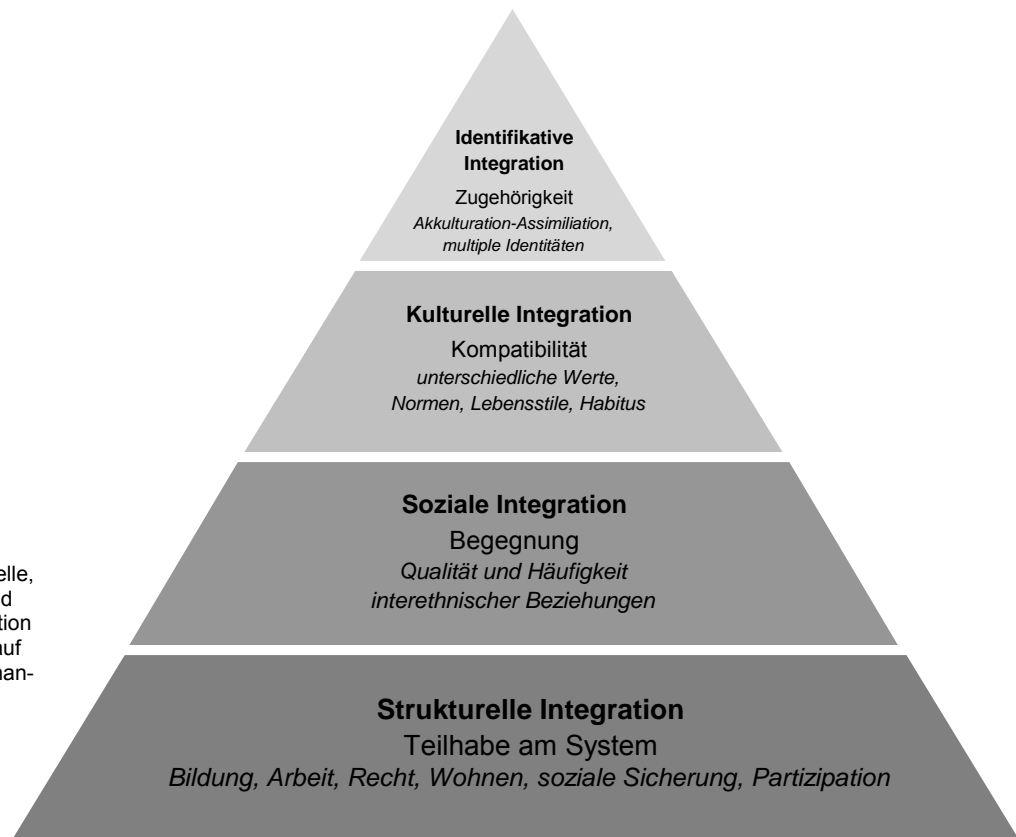 Identifikative
Integration
Zugehörigkeit
Akkulturation-Assimiliation,
multiple Identitäten
Kulturelle Integration
Kompatibilität
unterschiedliche Werte,
Normen, Lebensstile, Habitus
Soziale Integration
Begegnung
Qualität und Häufigkeit
interethnischer Beziehungen
Strukturelle Integration
Teilhabe am System
Bildung, Arbeit, Recht, Wohnen, soziale Sicherung, Partizipation